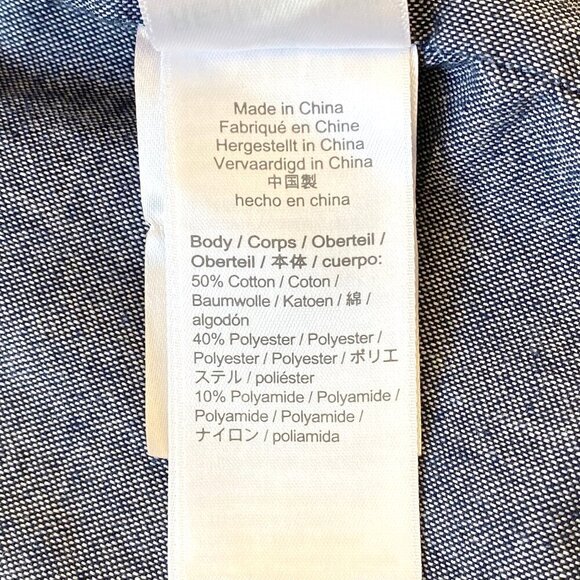 Made in China
Fabriqué en Chine
Hergestellt in China
Vervaardigd in China
中国製
hecho en china
Body / Corps / Oberteil /
Oberteil / 本体 / cuerpo:
50% Cotton / Coton /
Baumwolle / Katoen / 綿 /
algodón
40% Polyester / Polyester /
Polyester / Polyester / ポリエ
ステル / poliéster
10% Polyamide / Polyamide /
Polyamide / Polyamide /
ナイロン / poliamida